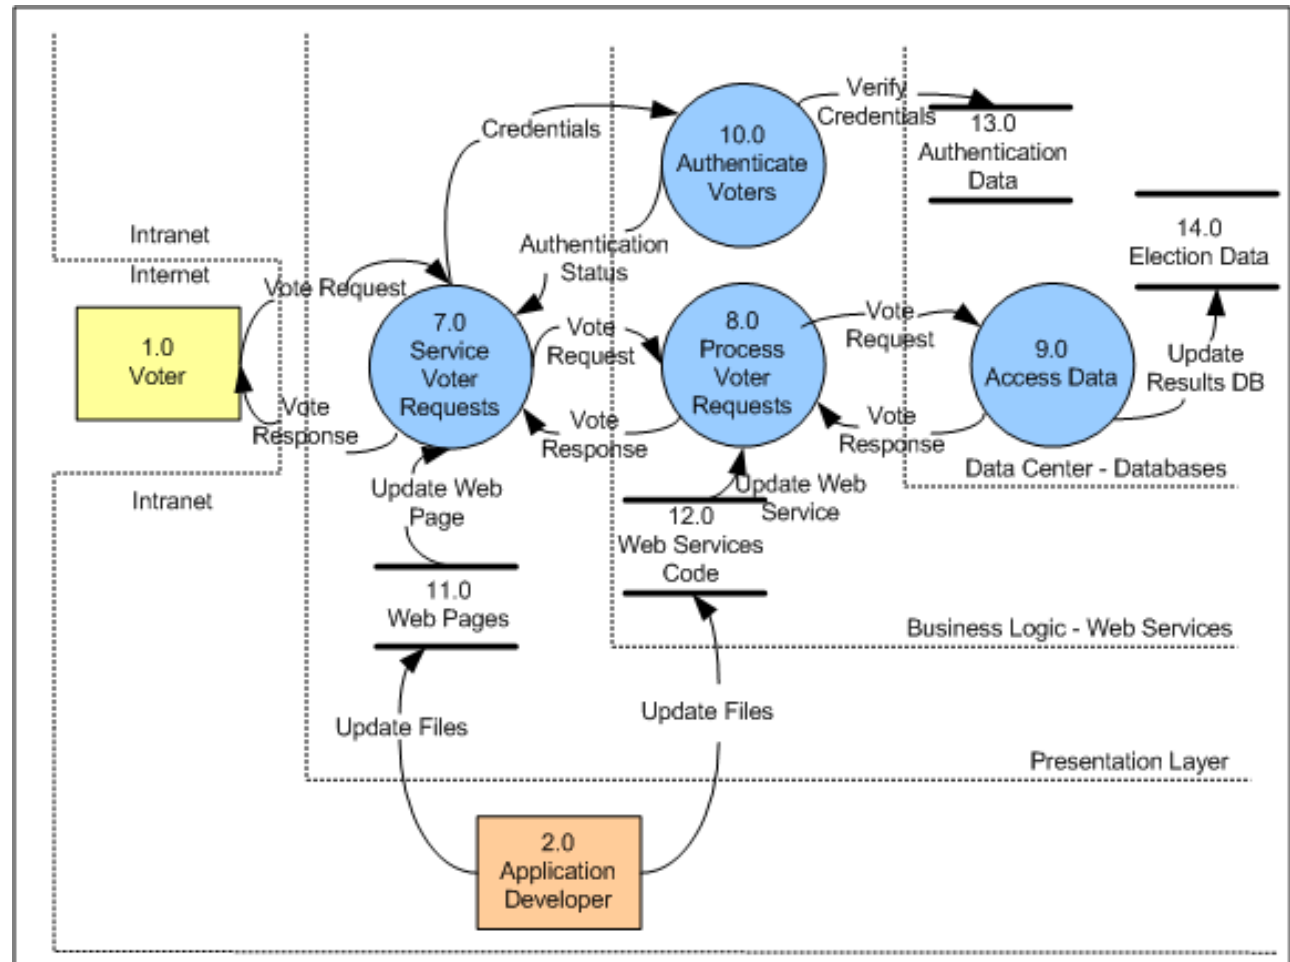 Verify
Credentials
Credentials
10.0
Authenticate
Voters
13.0
Authentication
Data
Intranet
Internet
Authentication
Status
14.0
Election Data
Vote Request
1.0
Voter
7.0
Service
Voter
Requests
Vote
Request
8.0
Process
Voter
Requests
Vote
Request
9.0
Access Data
Update
Results DB
Vote
Response
Vote
Response
Vote
Response
Data Center - Databases
Intranet
Update Web
Page
Update Web
Service
12.0
Web Services
Code
11.0
Web Pages
Business Logic - Web Services
Update Files
Update Files
Presentation Layer
2.0
Application
Developer